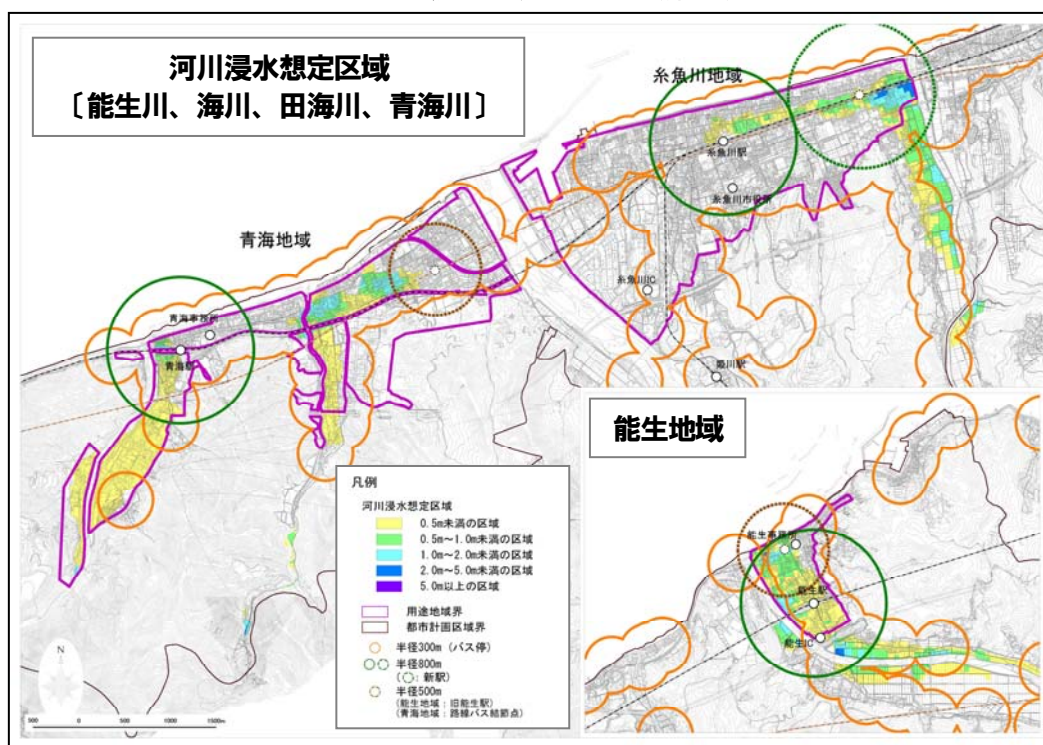 河川浸水想定区域
〔能生川、海川、田海川、青海川〕
糸魚川地域
糸魚川駅
糸魚川市役所
青海地域
糸魚川IC
青海事務所
青海駅
姫川駅
能生地域
能生事務所
能生駅
能生IC
凡例
河川浸水想定区域
0.5m未満の区域
0.5m～1.0m未満の区域
1.0m～2.0m未満の区域
2.0m～5.0m未満の区域
5.0m以上の区域
用途地域界
都市計画区域界
半径300m（バス停）
半径800m
（◌：新駅）
半径500m
（能生地域：旧能生駅）
（青海地域：路線バス結節点）
N
500 0 500 1000 1500m